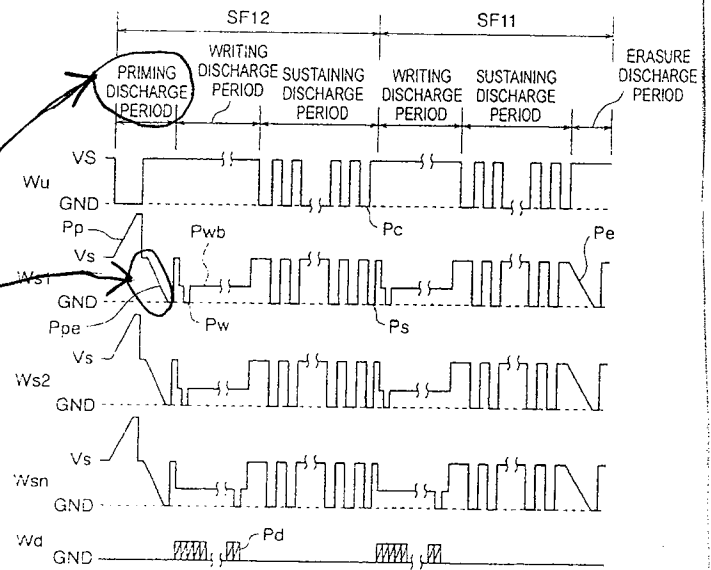 SF12 SF11
PRIMING DISCHARGE PERIOD
WRITING DISCHARGE PERIOD
SUSTAINING DISCHARGE PERIOD
WRITING DISCHARGE PERIOD
SUSTAINING DISCHARGE PERIOD
ERASURE DISCHARGE PERIOD
Wu
VS
GND
Pp
Pwb
Pc
Pe
Vs
Ws1
GND
Ppe
Pw
Ps
Vs
Ws2
GND
Vs
Wsn
GND
Wd
GND
Pd